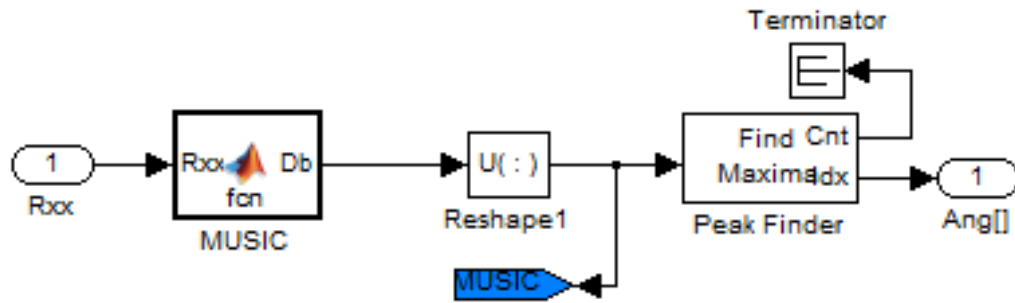 Terminator
1
Rxx
Rxx
fcn
Db
MUSIC
U( : )
Reshape1
MUSIC
Find
Maxima
Cnt
Idx
Peak Finder
1
Ang[]